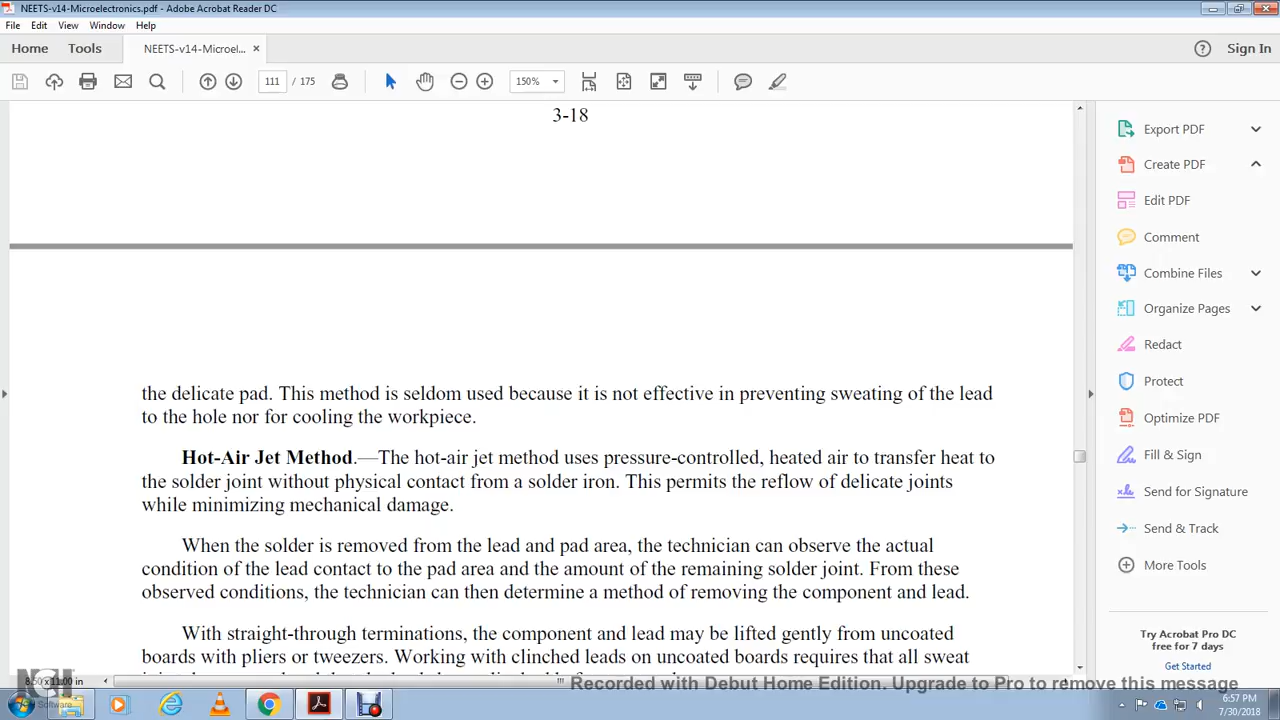 NEETS-v14-Microelectronics.pdf - Adobe Acrobat Reader DC
File Edit View Window Help
Home Tools NEETS-v14-Microel... × Sign In
111 / 175 150%
3-18
the delicate pad. This method is seldom used because it is not effective in preventing sweating of the lead
to the hole nor for cooling the workpiece.
Hot-Air Jet Method.—The hot-air jet method uses pressure-controlled, heated air to transfer heat to
the solder joint without physical contact from a solder iron. This permits the reflow of delicate joints
while minimizing mechanical damage.
When the solder is removed from the lead and pad area, the technician can observe the actual
condition of the lead contact to the pad area and the amount of the remaining solder joint. From these
observed conditions, the technician can then determine a method of removing the component and lead.
With straight-through terminations, the component and lead may be lifted gently from uncoated
boards with pliers or tweezers. Working with clinched leads on uncoated boards requires that all sweat
Export PDF
Create PDF
Edit PDF
Comment
Combine Files
Organize Pages
Redact
Protect
Optimize PDF
Fill & Sign
Send for Signature
Send & Track
More Tools
Try Acrobat Pro DC
free for 7 days
Get Started
8.50 x 11.00 in
Recorded with Debut Home Edition. Upgrade to Pro to remove this message
Software
6:57 PM
7/30/2018